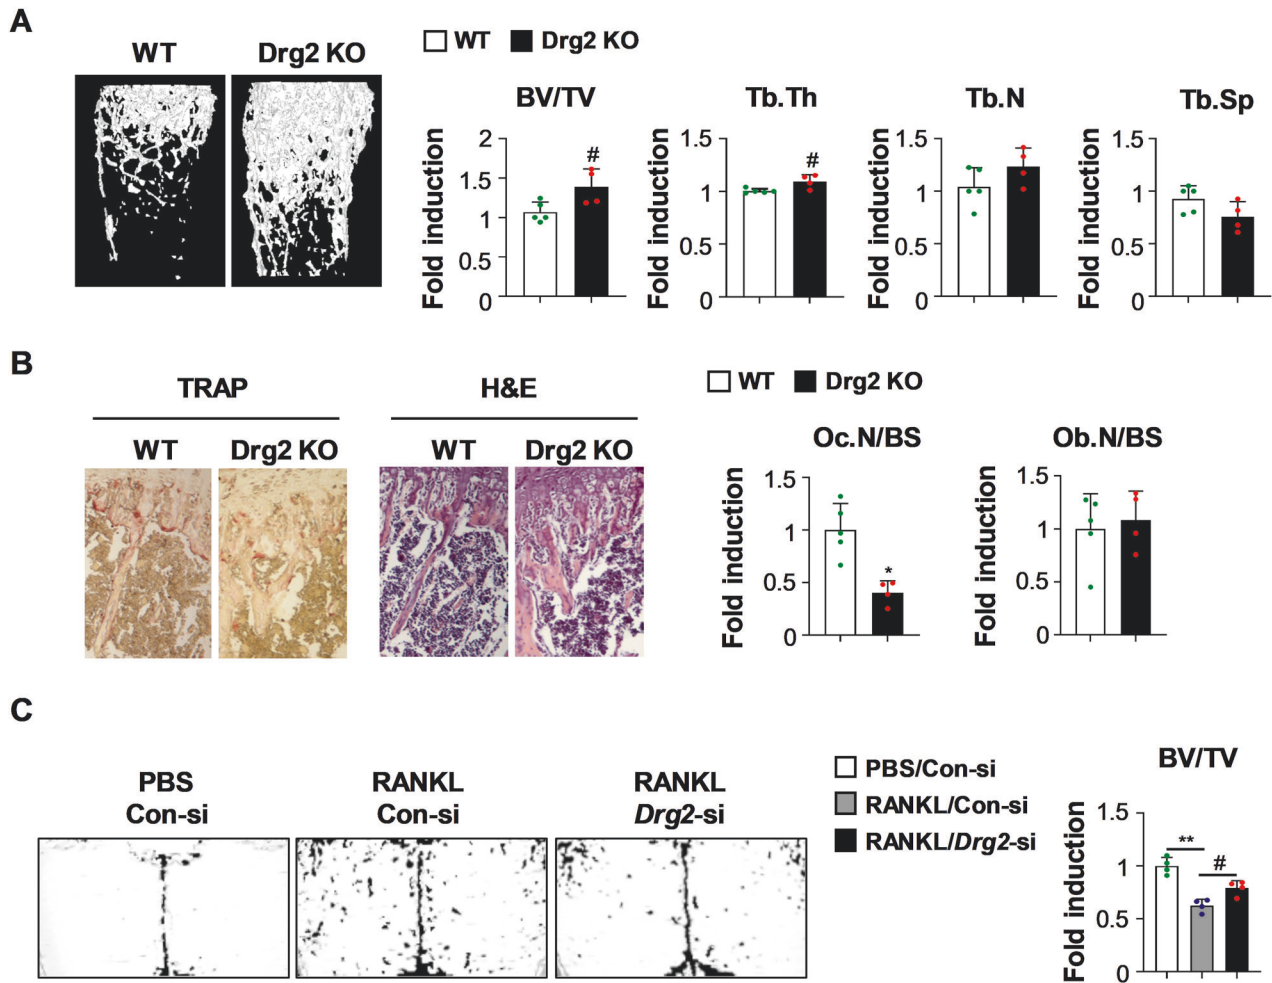 A
WT
Drg2 KO
WT
Drg2 KO
BV/TV
Fold induction
2
1.5
1
0.5
0
#
Tb.Th
Fold induction
1.5
1
0.5
0
#
Tb.N
Fold induction
1.5
1
0.5
0
Tb.Sp
Fold induction
1.5
1
0.5
0
B
TRAP
WT
Drg2 KO
H&E
WT
Drg2 KO
WT
Drg2 KO
Oc.N/BS
Fold induction
1.5
1
0.5
0
*
Ob.N/BS
Fold induction
1.5
1
0.5
0
C
PBS
Con-si
RANKL
Con-si
RANKL
Drg2-si
PBS/Con-si
RANKL/Con-si
RANKL/Drg2-si
BV/TV
Fold induction
1.5
1
0.5
0
**
#